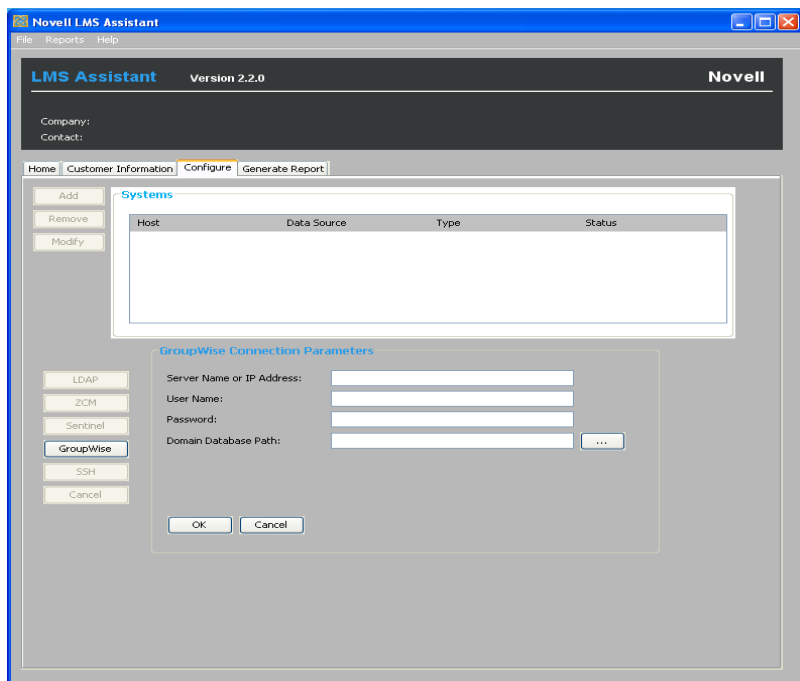 Novell LMS Assistant
File Reports Help
LMS Assistant Version 2.2.0 Novell
Company:
Contact:
Home Customer Information Configure Generate Report
Add
Remove
Modify
Systems
Host Data Source Type Status
GroupWise Connection Parameters
LDAP
ZCM
Sentinel
GroupWise
SSH
Cancel
Server Name or IP Address:
User Name:
Password:
Domain Database Path: ...
OK Cancel